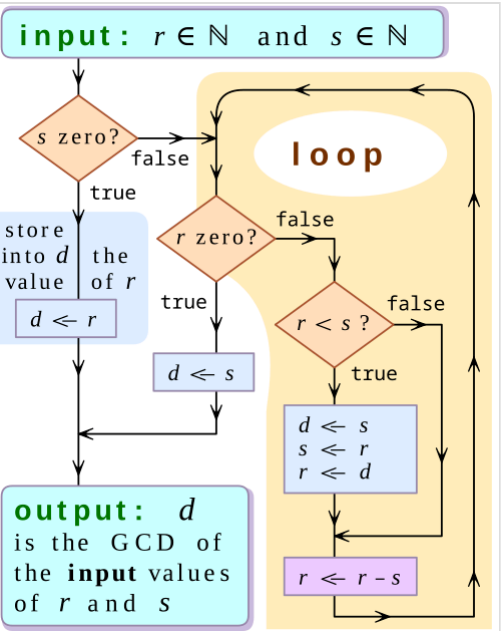 input: r ∈ ℕ and s ∈ ℕ
s zero?
false
true
loop
store
into d the
value of r
d ← r
r zero?
false
true
d ← s
r < s ?
false
true
d ← s
s ← r
r ← d
r ← r – s
output: d
is the GCD of
the input values
of r and s